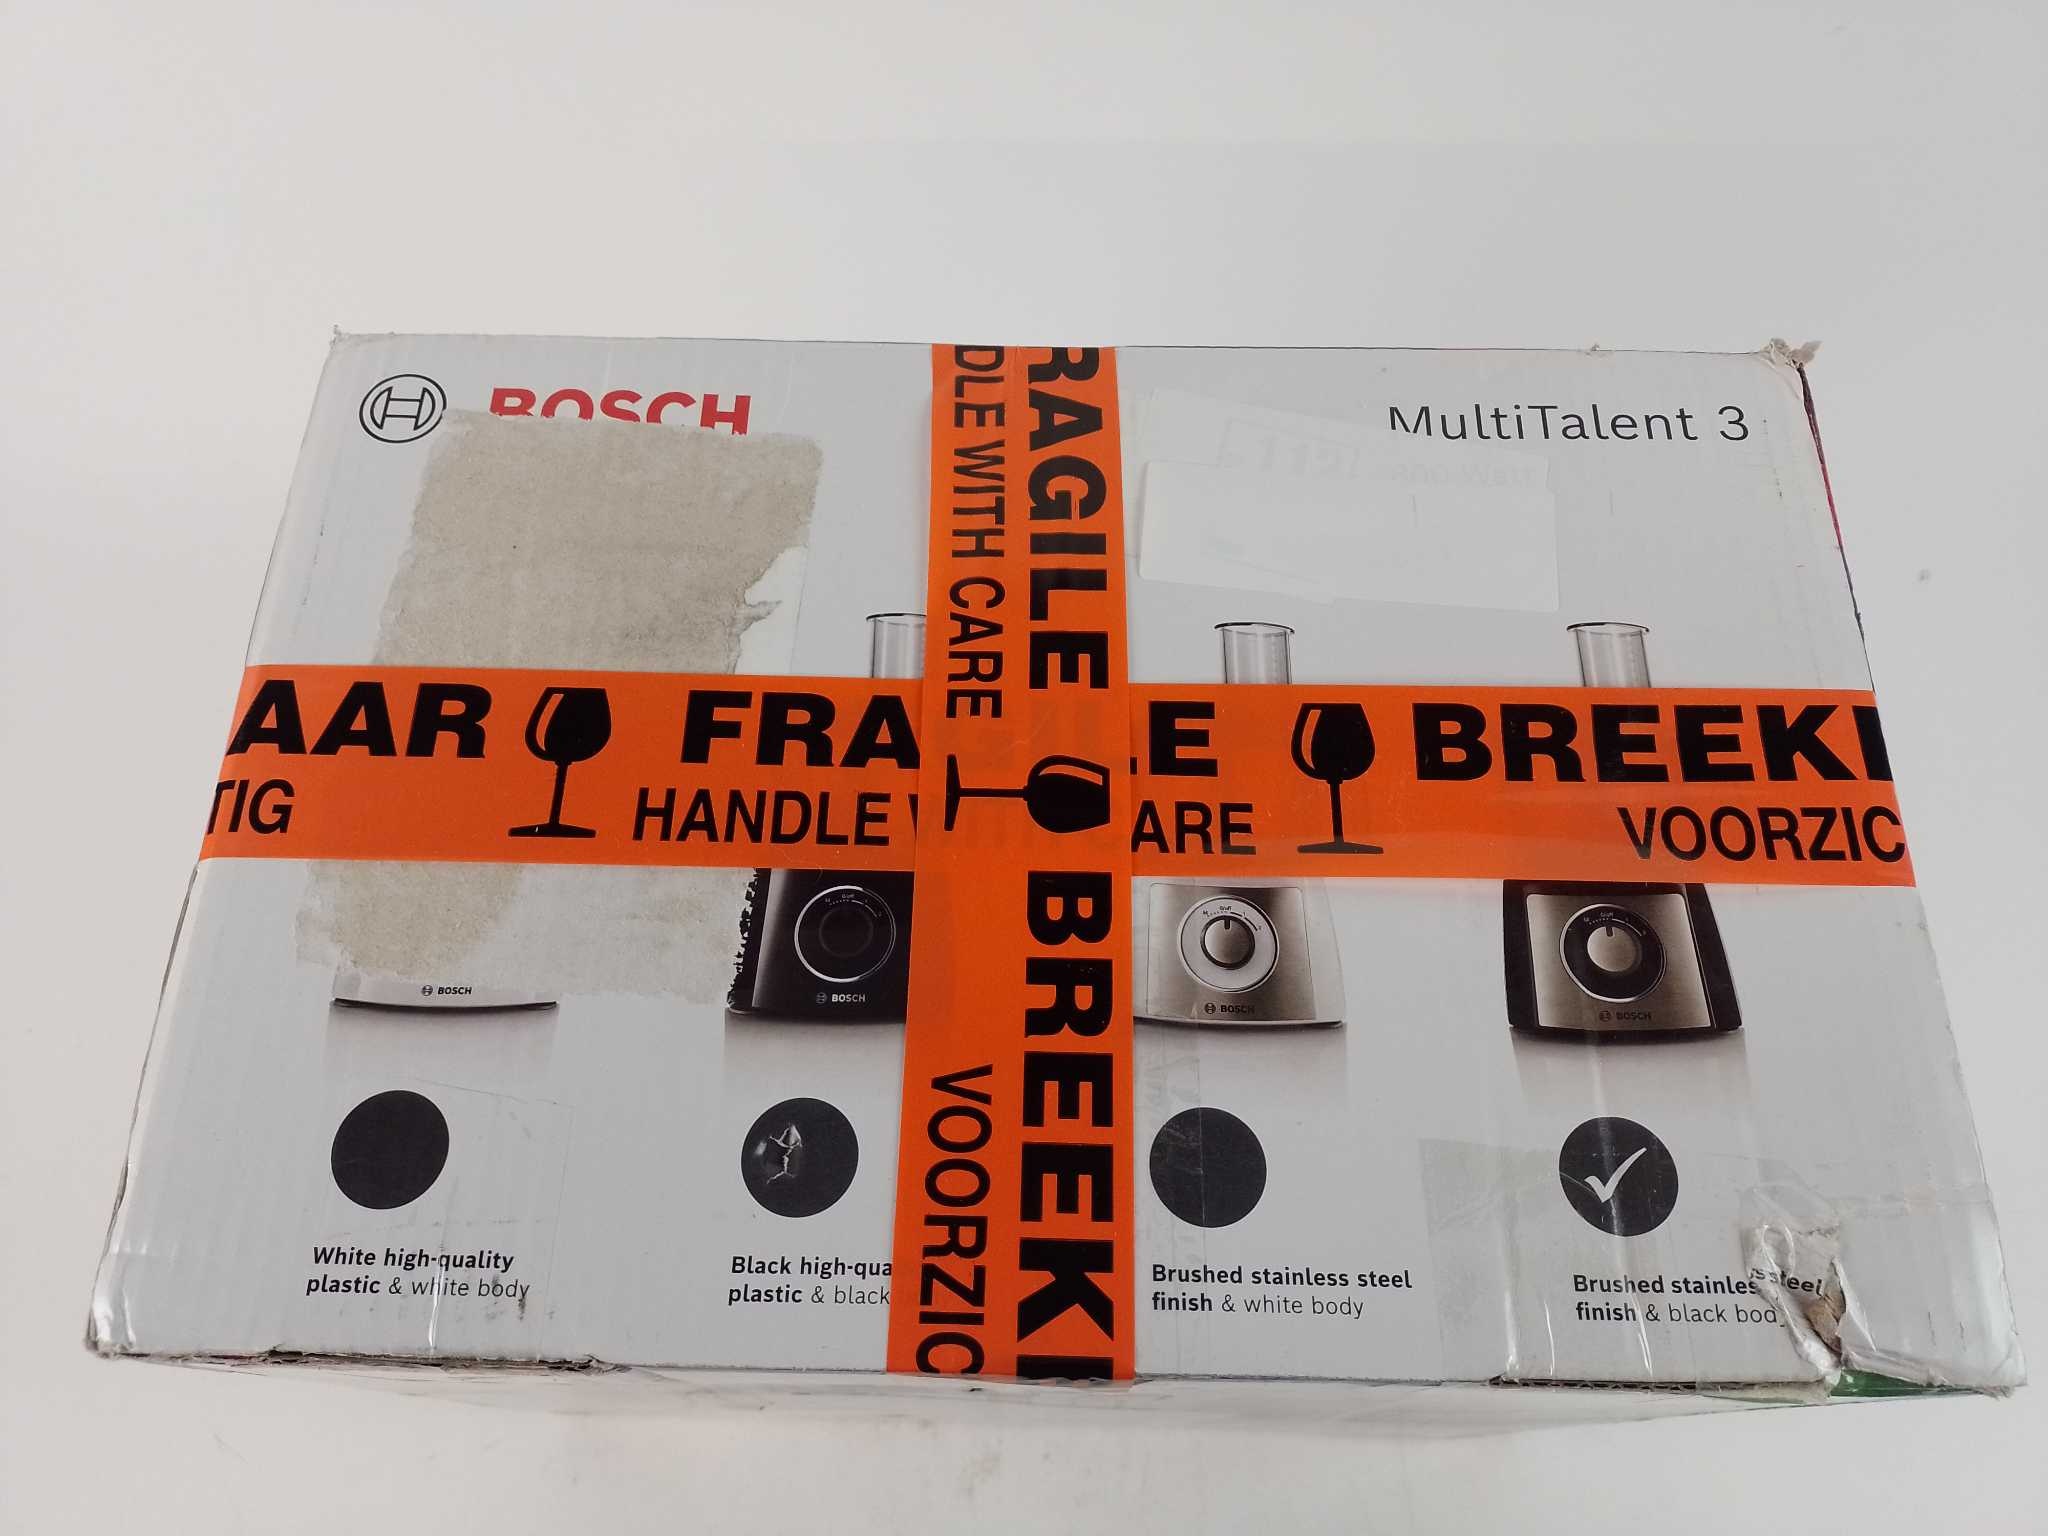 BOSCH
MultiTalent 3
AAR FRA LE BREEK
TIG HANDLE W ARE VOORZIC
RAGILE BREEK
DLE WITH CARE VOORZIC
BOSCH
BOSCH
BOSCH
BOSCH
White high-quality
plastic & white body
Black high-qua
plastic & black
Brushed stainless steel
finish & white body
Brushed stainless steel
finish & black body